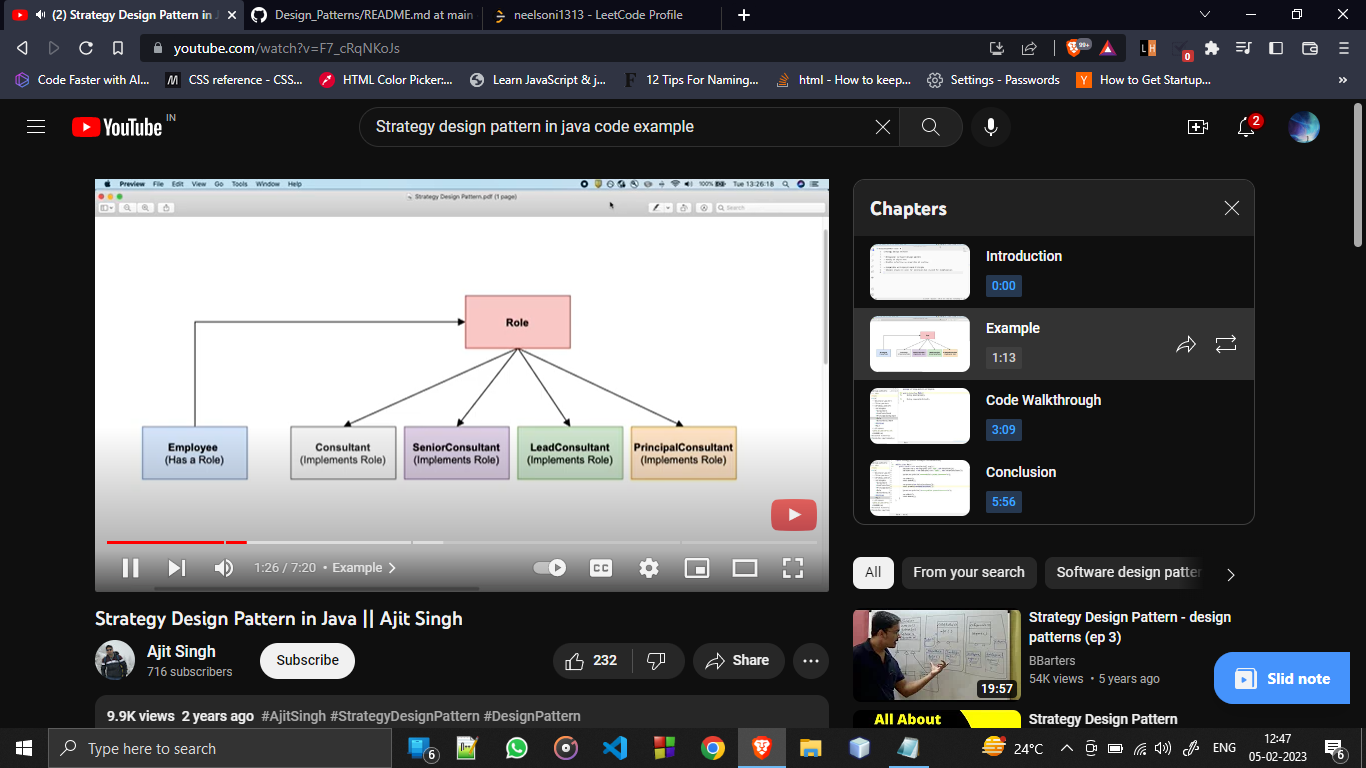 (2) Strategy Design Pattern in J
Design_Patterns/README.md at main
neelsoni1313 - LeetCode Profile
youtube.com/watch?v=F7_cRqNKoJs
99+
0
Code Faster with AI...
CSS reference - CSS...
HTML Color Picker:...
Learn JavaScript & j...
12 Tips For Naming...
html - How to keep...
Settings - Passwords
How to Get Startup...
YouTube IN
Strategy design pattern in java code example
2
Preview File Edit View Go Tools Window Help
100% Tue 13:26:18
Strategy Design Pattern.pdf (1 page)
Search
Role
Employee
(Has a Role)
Consultant
(Implements Role)
SeniorConsultant
(Implements Role)
LeadConsultant
(Implements Role)
PrincipalConsultant
(Implements Role)
1:26 / 7:20 • Example
CC
Chapters
Introduction
0:00
Example
1:13
Code Walkthrough
3:09
Conclusion
5:56
All
From your search
Software design patter
Strategy Design Pattern in Java || Ajit Singh
Ajit Singh
716 subscribers
Subscribe
232
Share
9.9K views 2 years ago #AjitSingh #StrategyDesignPattern #DesignPattern
19:57
Strategy Design Pattern - design
patterns (ep 3)
BBarters
54K views • 5 years ago
Slid note
All About
Strategy Design Pattern
Type here to search
6
24°C
ENG
12:47
05-02-2023
6